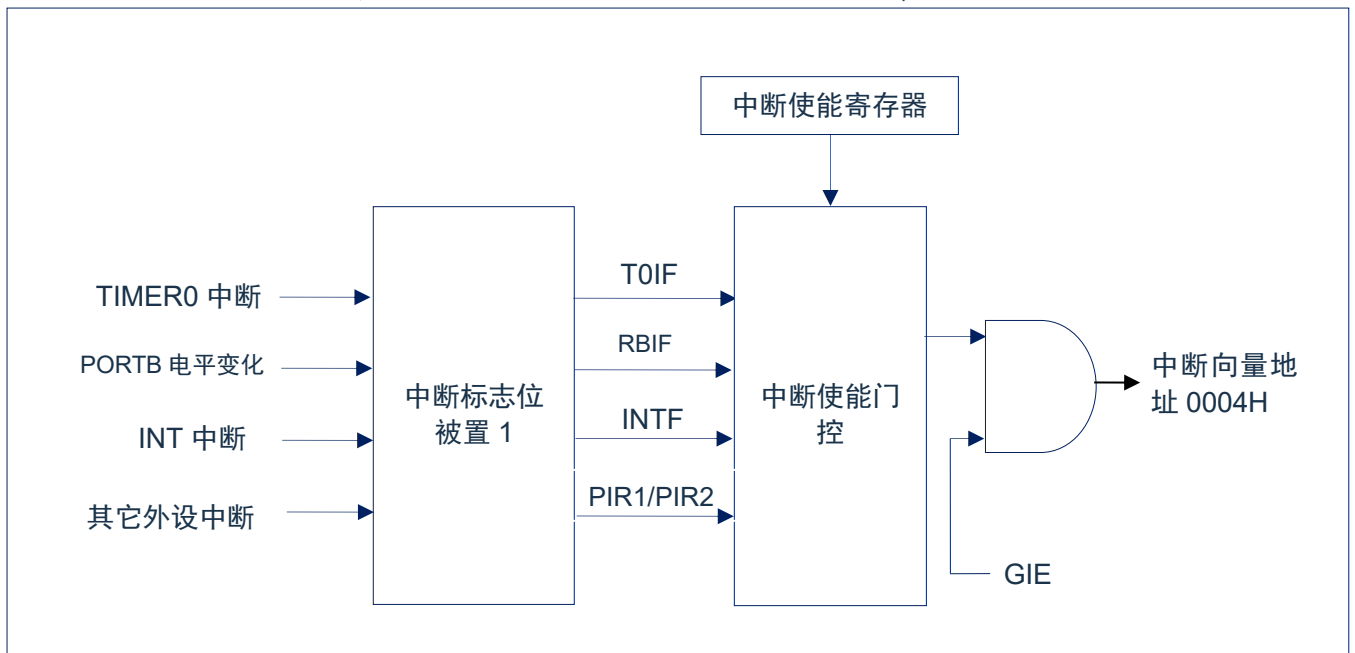 中断使能寄存器
TIMER0 中断
PORTB 电平变化
INT 中断
其它外设中断
中断标志位
被置 1
T0IF
RBIF
INTF
PIR1/PIR2
中断使能门
控
GIE
中断向量地
址 0004H